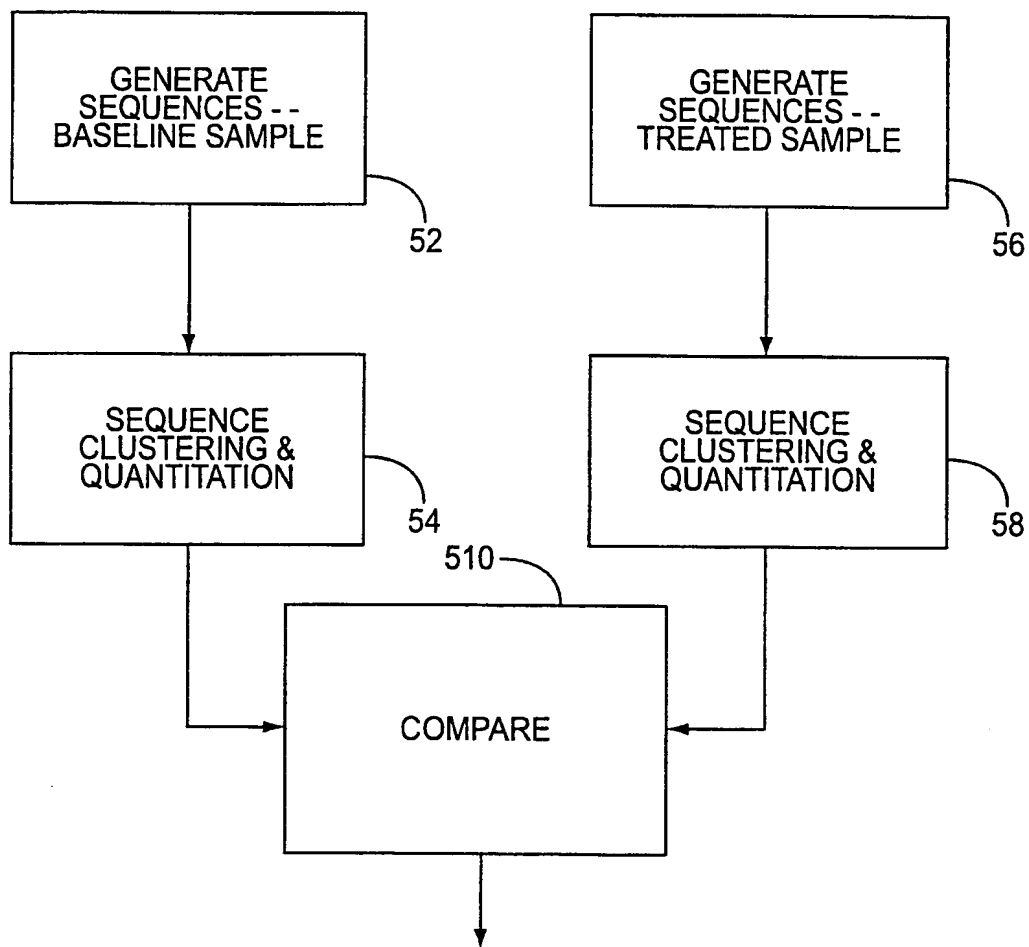 GENERATE
SEQUENCES - -
BASELINE SAMPLE
52
GENERATE
SEQUENCES - -
TREATED SAMPLE
56
SEQUENCE
CLUSTERING &
QUANTITATION
54
SEQUENCE
CLUSTERING &
QUANTITATION
58
510
COMPARE